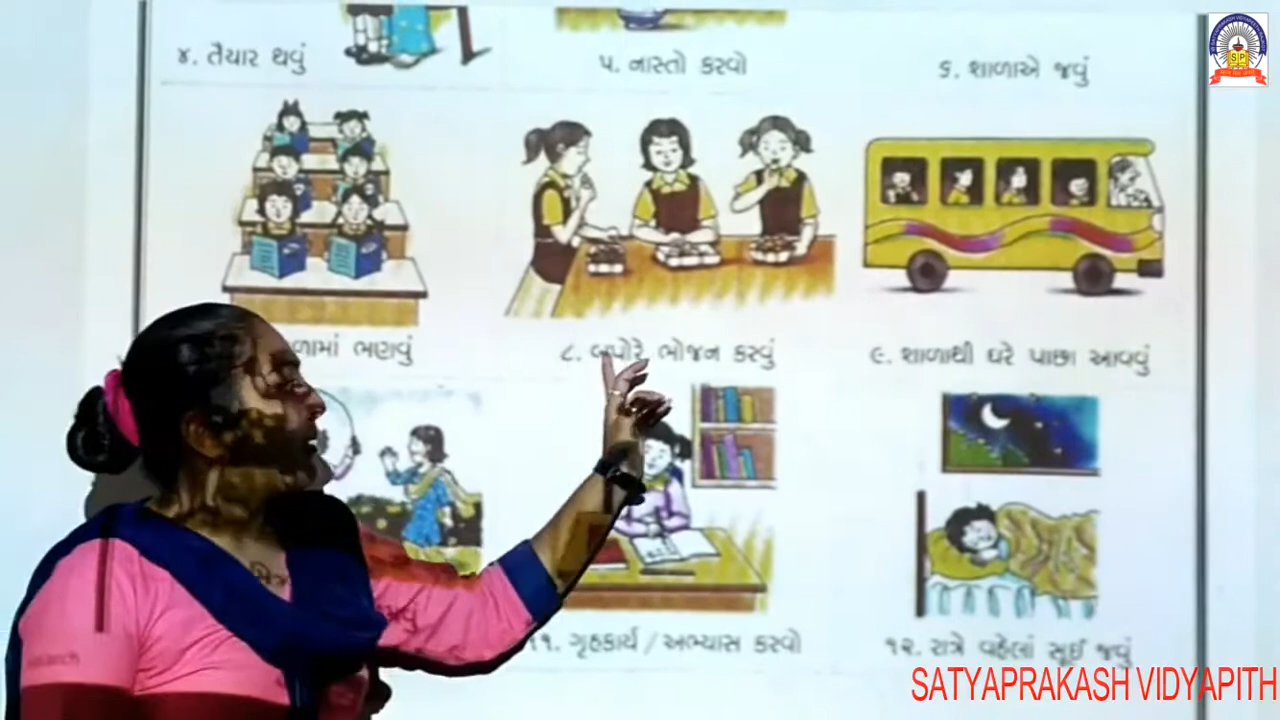 ૪. તૈયાર થવું
૫. નાસ્તો કરવો
૬. શાળાએ જવું
ભણવું
૮. બપોરે ભોજન કરવું
૯. શાળાથી ઘરે પાછા આવવું
૧૧. ગૃહકાર્ય / અભ્યાસ કરવો
૧૨. રાત્રે વહેલાં સૂઈ જવું
SATYAPRAKASH VIDYAPITH